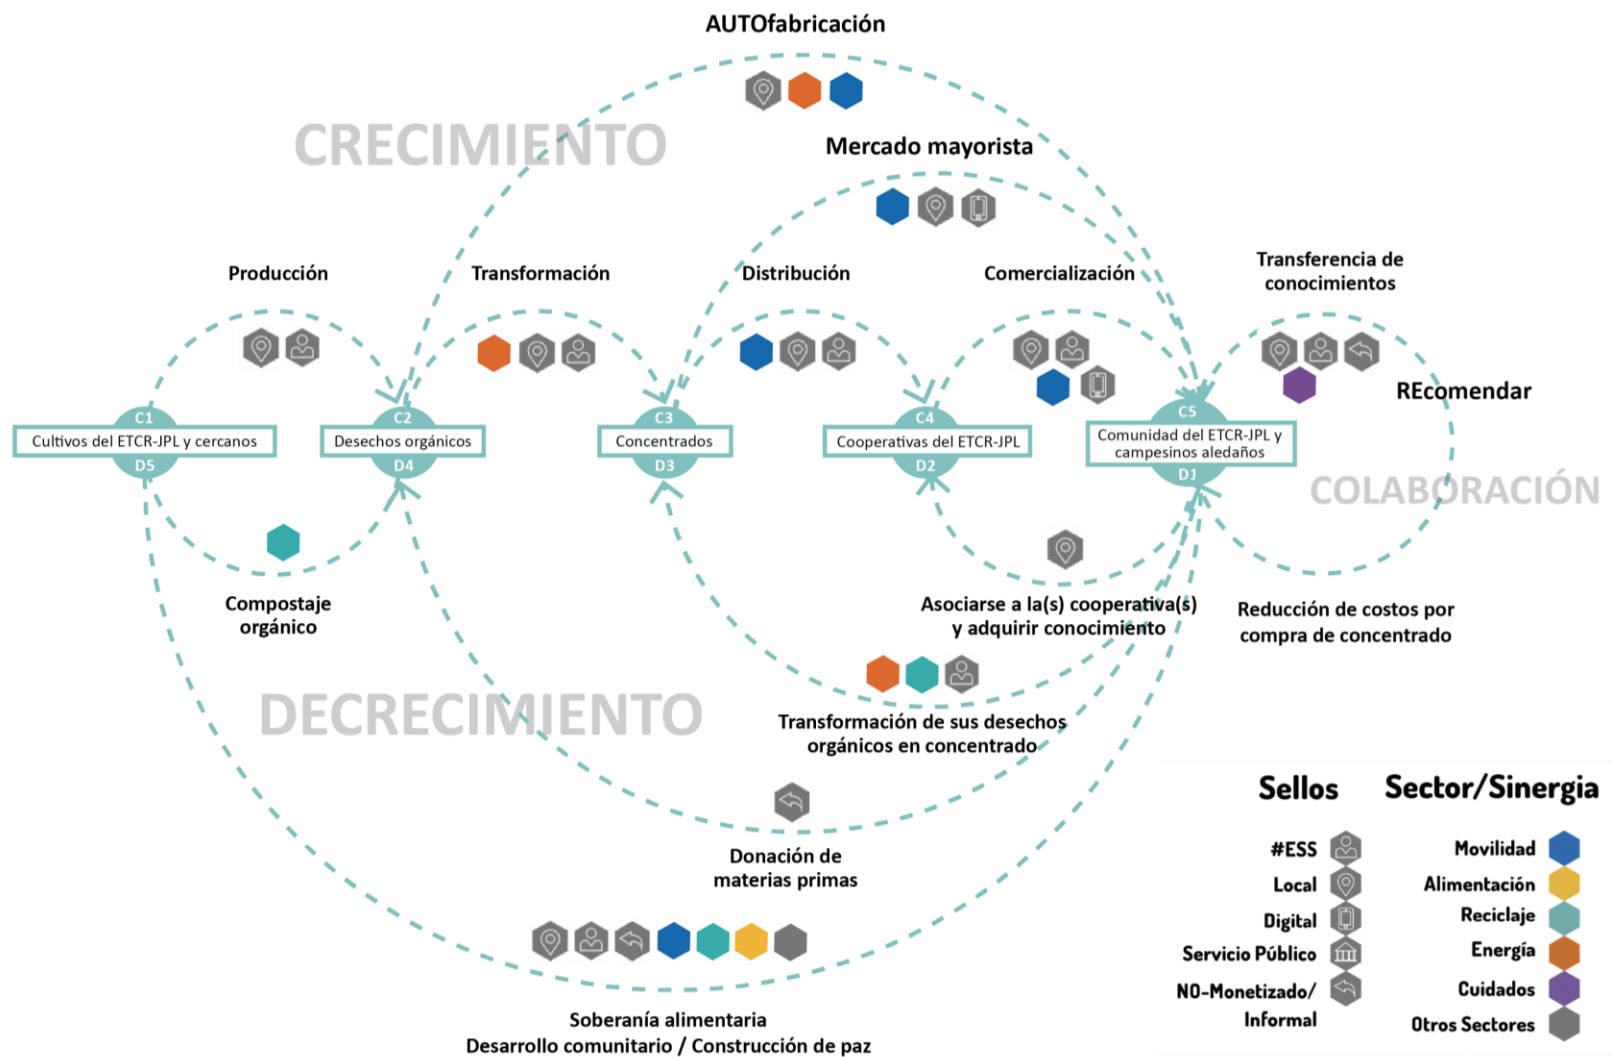 AUTOfabricación
CRECIMIENTO
Mercado mayorista
Producción
Transformación
Distribución
Comercialización
Transferencia de
conocimientos
REcomendar
C1
Cultivos del ETCR-JPL y cercanos
D5
C2
Desechos orgánicos
D4
C3
Concentrados
D3
C4
Cooperativas del ETCR-JPL
D2
C5
Comunidad del ETCR-JPL y
campesinos aledaños
D1
COLABORACIÓN
Compostaje
orgánico
Asociarse a la(s) cooperativa(s)
y adquirir conocimiento
Reducción de costos por
compra de concentrado
DECRECIMIENTO
Transformación de sus desechos
orgánicos en concentrado
Donación de
materias primas
Soberanía alimentaria
Desarrollo comunitario / Construcción de paz
Sellos
#ESS
Local
Digital
Servicio Público
NO-Monetizado/
Informal
Sector/Sinergia
Movilidad
Alimentación
Reciclaje
Energía
Cuidados
Otros Sectores